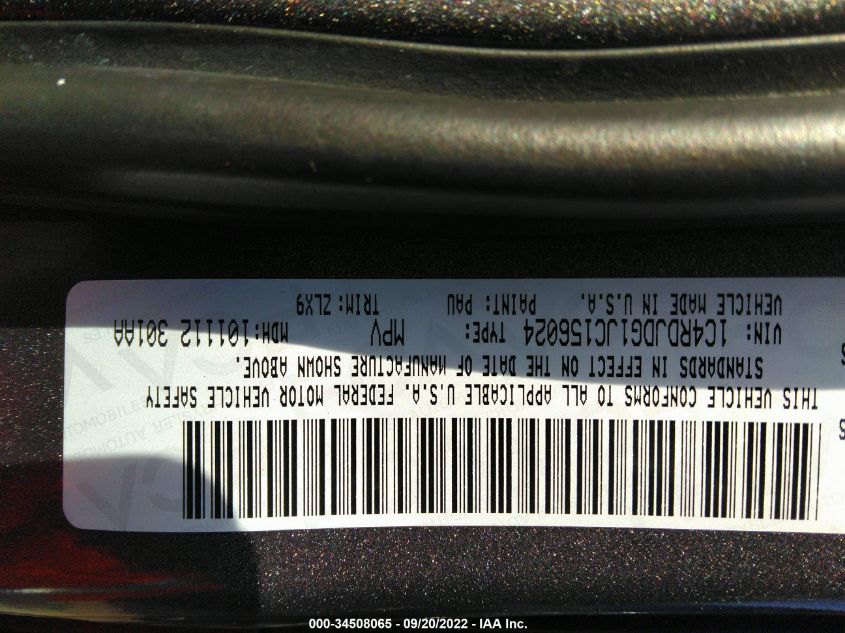 THIS VEHICLE CONFORMS TO ALL APPLICABLE U.S.A. FEDERAL MOTOR VEHICLE SAFETY
STANDARDS IN EFFECT ON THE DATE OF MANUFACTURE SHOWN ABOVE.
VIN: 1C4RDJDG1JC156024 TYPE: MPV MDH: 101112 301AA
VEHICLE MADE IN U.S.A. PAINT: PAU TRIM: ZLX9
000-34508065 - 09/20/2022 - IAA Inc.